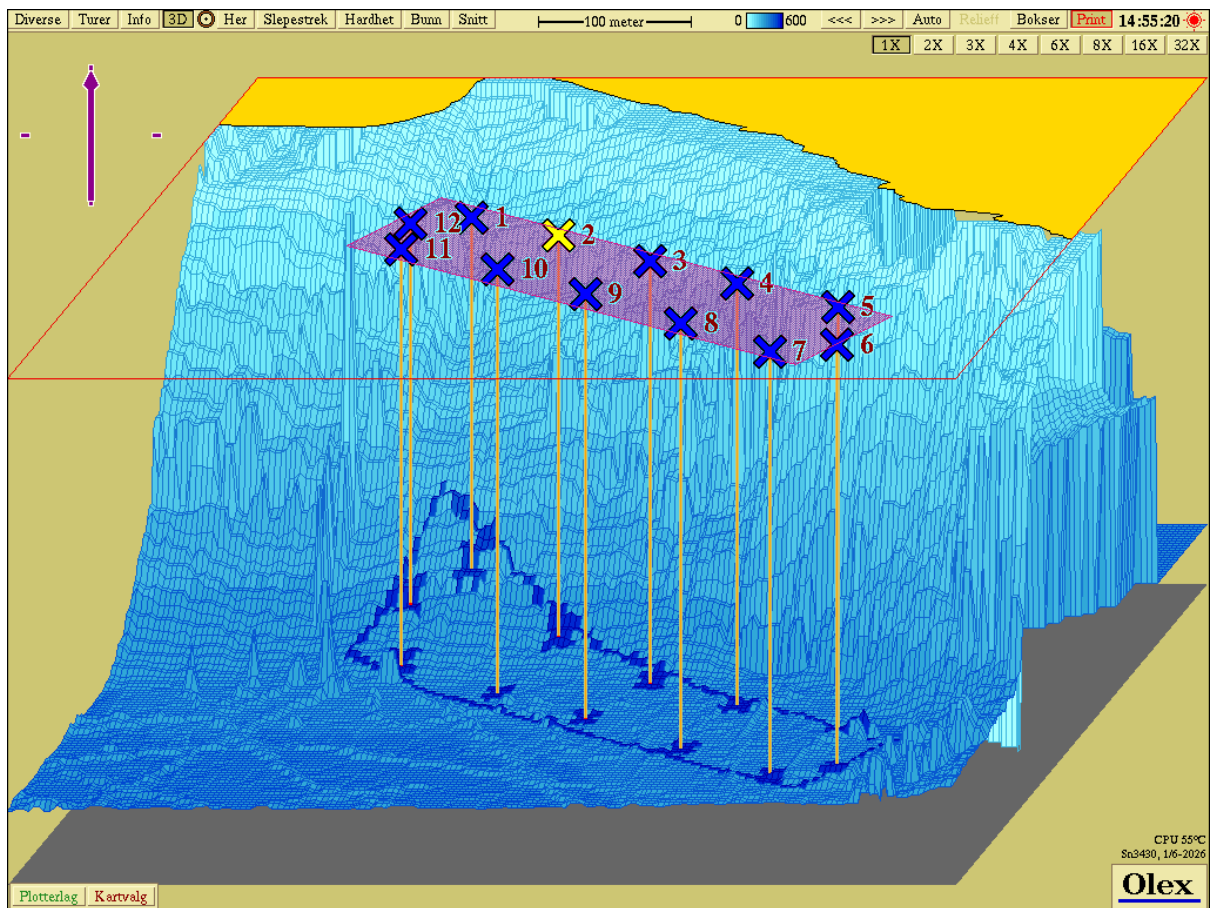 Diverse Turer Info 3D Her Slepestrek Hardhet Bunn Snitt 100 meter 0 600 <<< >>> Auto Relieff Bokser Print 14:55:20
1X 2X 3X 4X 6X 8X 16X 32X
12 1 2
11 10 3
9 4
8 5
7 6
CPU 55°C
Sn3430, 1/6-2026
Plotterlag Kartvalg
Olex